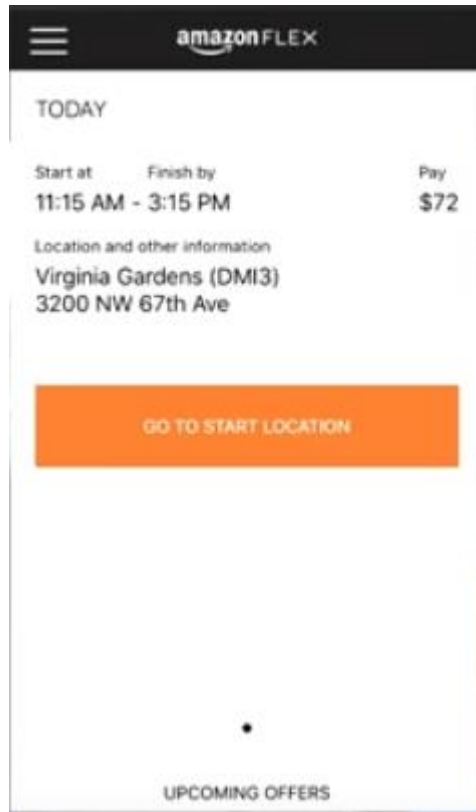 amazon FLEX
TODAY
Start at Finish by Pay
11:15 AM - 3:15 PM $72
Location and other information
Virginia Gardens (DMI3)
3200 NW 67th Ave
GO TO START LOCATION
UPCOMING OFFERS